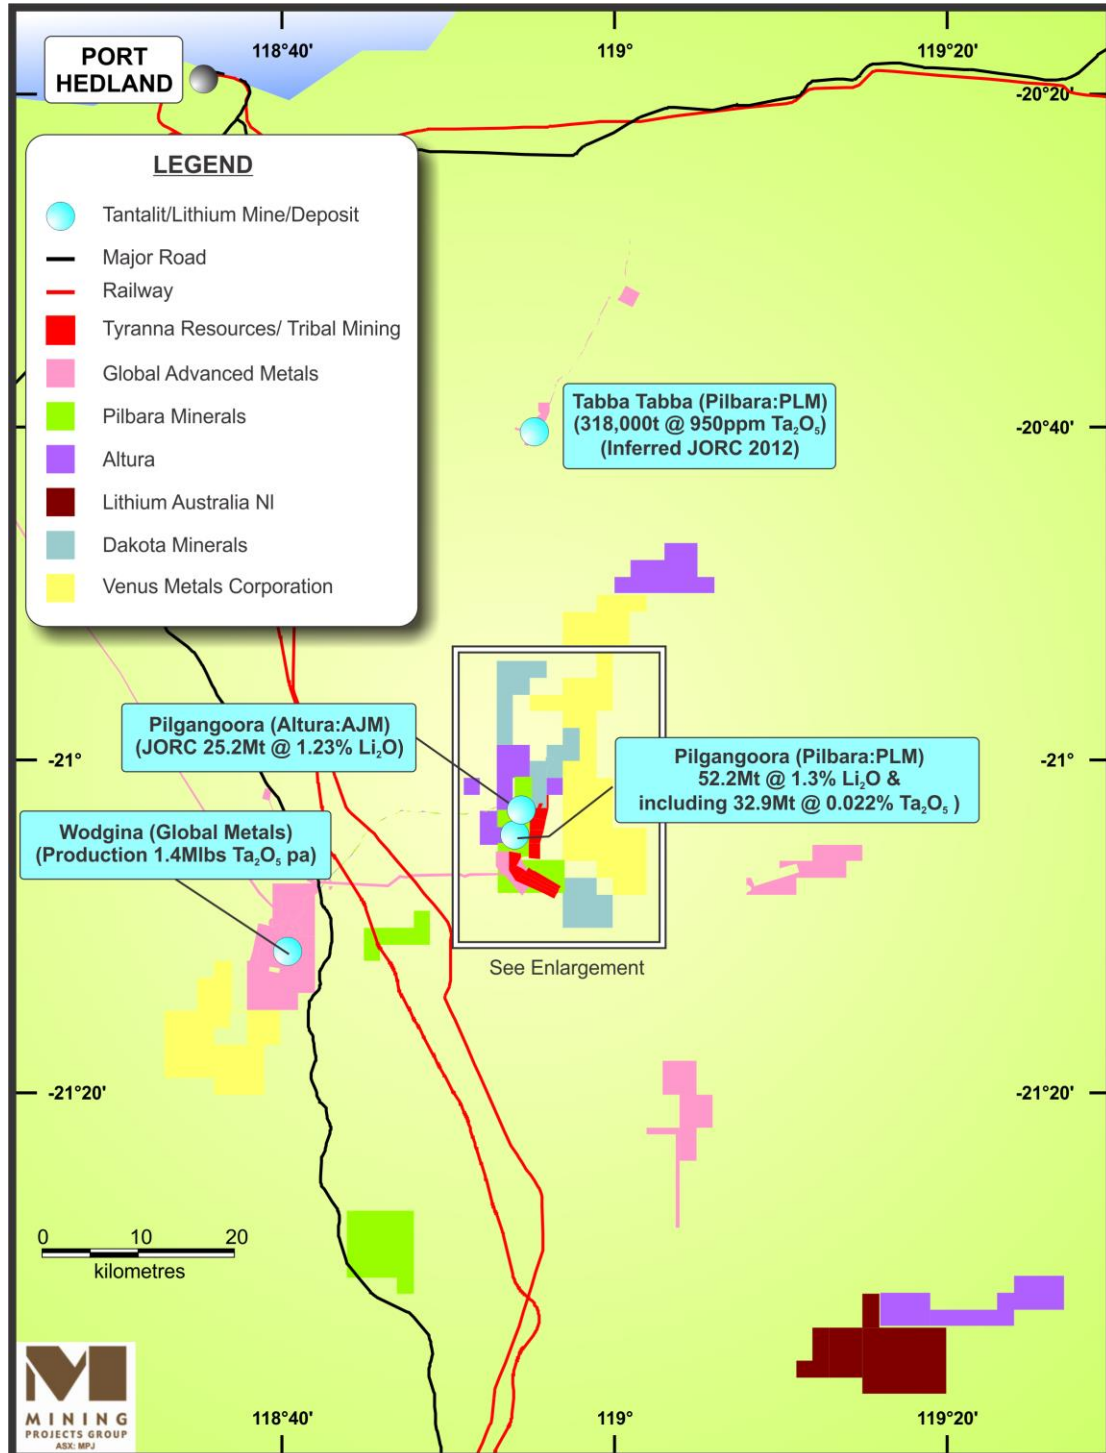 118°40'
119°
119°20'
PORT
HEDLAND
-20°20'
LEGEND
Tantalit/Lithium Mine/Deposit
Major Road
Railway
Tyranna Resources/ Tribal Mining
Global Advanced Metals
Pilbara Minerals
Altura
Lithium Australia Nl
Dakota Minerals
Venus Metals Corporation
Tabba Tabba (Pilbara:PLM)
(318,000t @ 950ppm Ta₂O₅)
(Inferred JORC 2012)
-20°40'
Pilgangoora (Altura:AJM)
(JORC 25.2Mt @ 1.23% Li₂O)
Pilgangoora (Pilbara:PLM)
52.2Mt @ 1.3% Li₂O &
including 32.9Mt @ 0.022% Ta₂O₅ )
-21°
-21°
Wodgina (Global Metals)
(Production 1.4Mlbs Ta₂O₅ pa)
See Enlargement
-21°20'
-21°20'
0 10 20
kilometres
MINING
PROJECTS GROUP
ASX: MPJ
118°40'
119°
119°20'